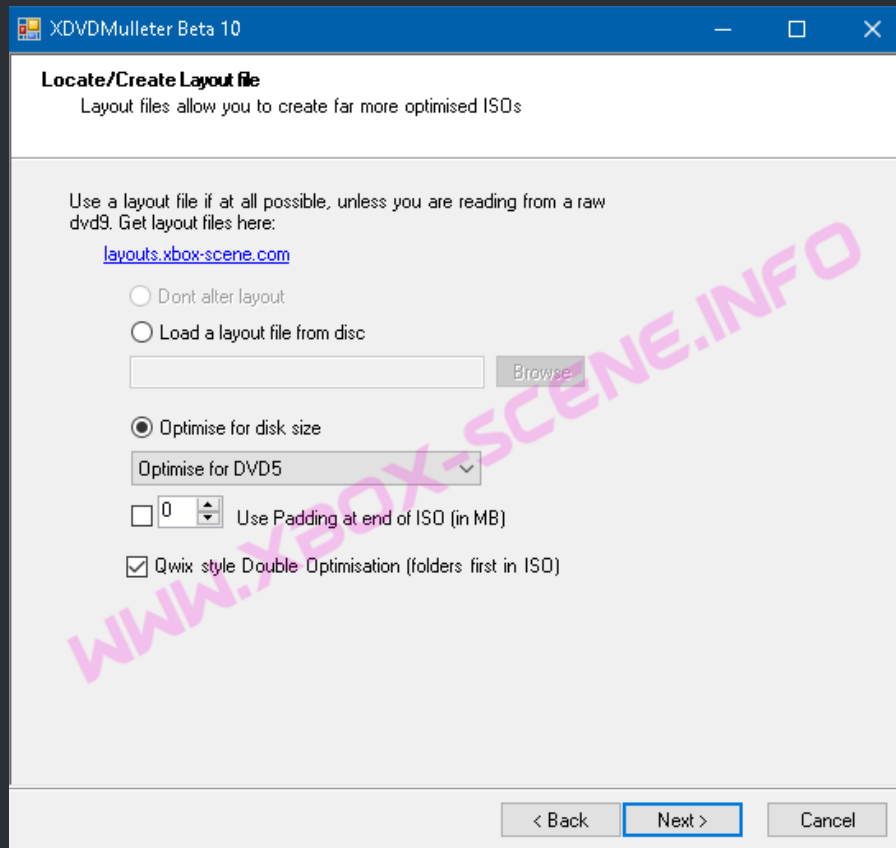 XDVDMulleter Beta 10
Locate/Create Layout file
Layout files allow you to create far more optimised ISOs
Use a layout file if at all possible, unless you are reading from a raw
dvd9. Get layout files here:
layouts.xbox-scene.com
Dont alter layout
Load a layout file from disc
Browse
Optimise for disk size
Optimise for DVD5
0 Use Padding at end of ISO (in MB)
Qwix style Double Optimisation (folders first in ISO)
WWW.XBOX-SCENE.INFO
< Back Next > Cancel